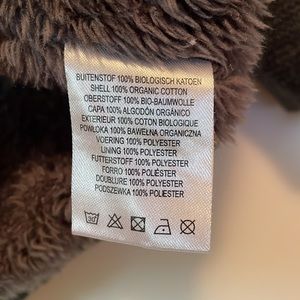 BUITENSTOF 100% BIOLOGISCH KATOEN
SHELL 100% ORGANIC COTTON
OBERSTOFF 100% BIO-BAUMWOLLE
CAPA 100% ALGODÓN ORGÁNICO
EXTERIEUR 100% COTON BIOLOGIQUE
POWŁOKA 100% BAWEŁNA ORGANICZNA
VOERING 100% POLYESTER
LINING 100% POLYESTER
FUTTERSTOFF 100% POLYESTER
FORRO 100% POLIÉSTER
DOUBLURE 100% POLYESTER
PODSZEWKA 100% POLIESTER
30